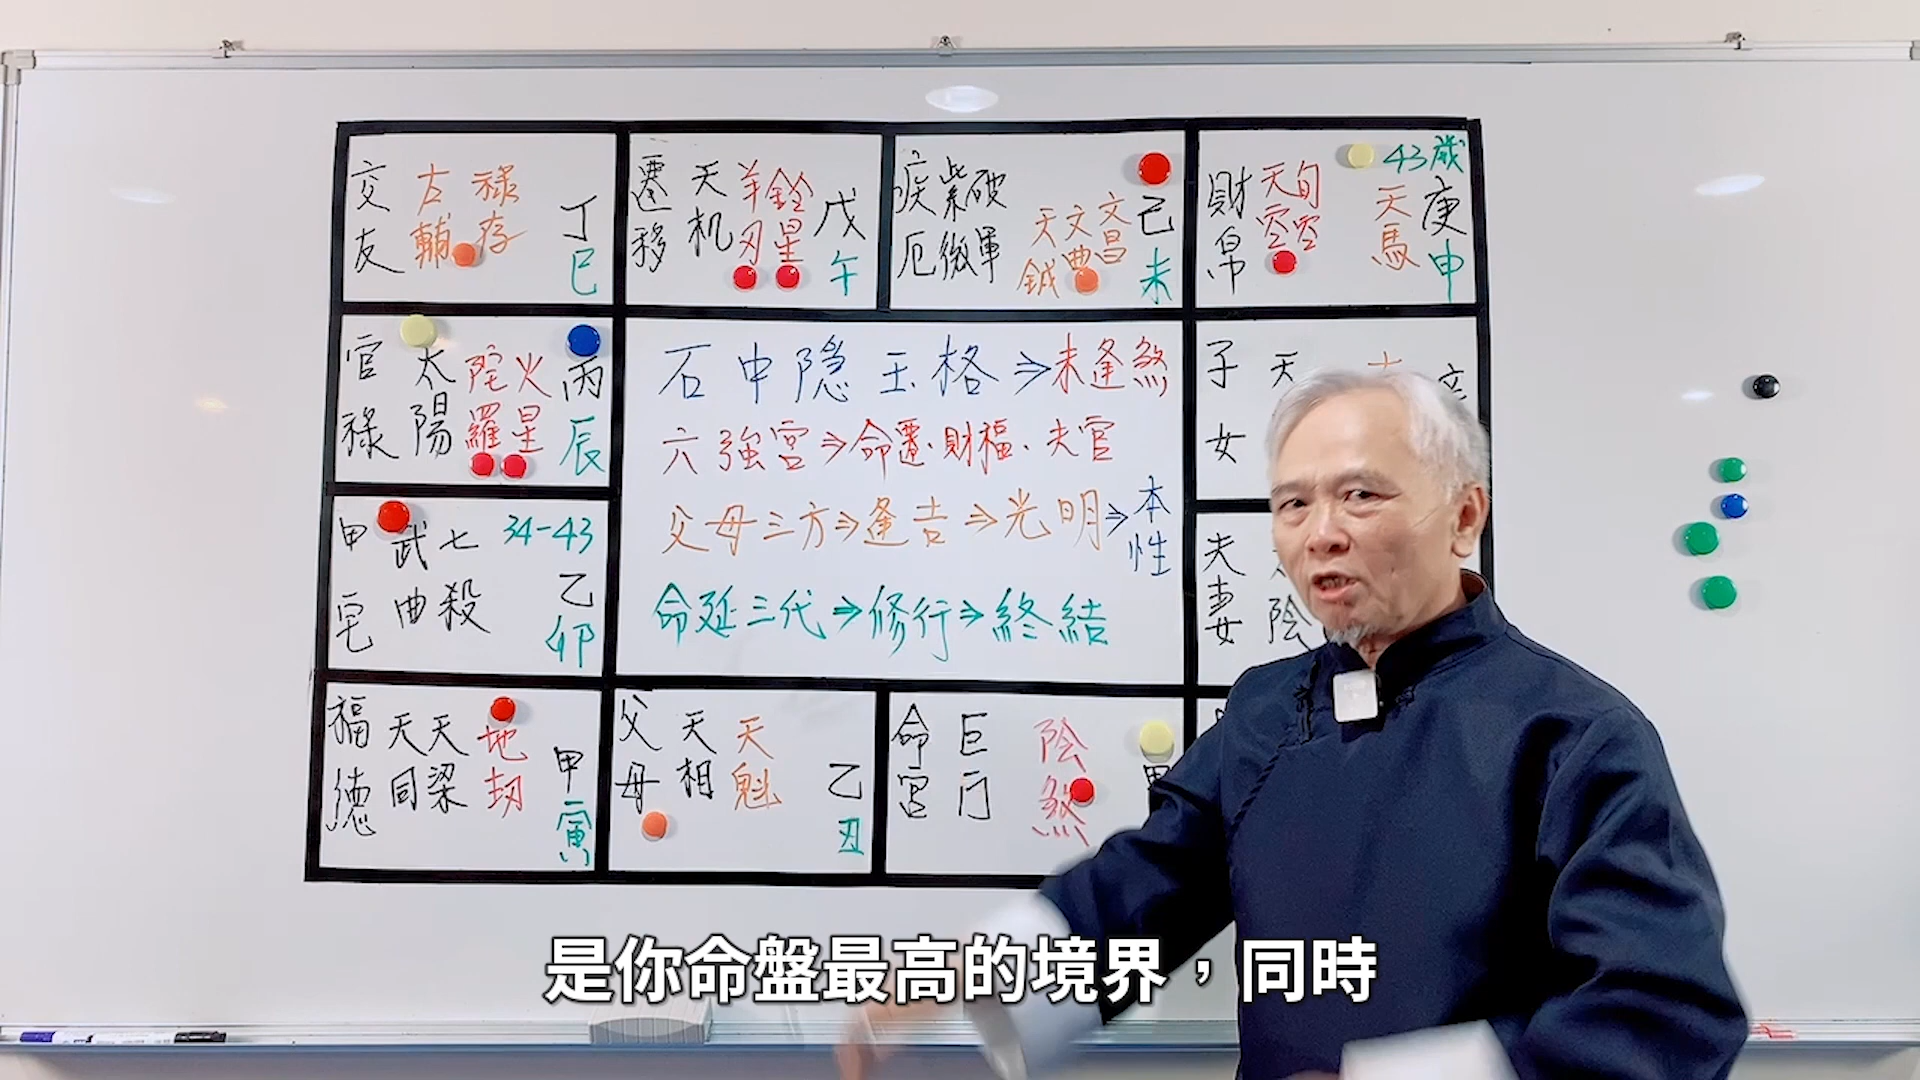 交友 左輔 祿存 丁巳
遷移 天机 羊刃 鈴星 戊午
疾厄 紫微 破軍 天鉞 文曲 文昌 己未
財帛 天空 旬空 天馬 43歲 庚申
官祿 太陽 陀羅 火星 丙辰
石中隐玉格⇒未逢煞
六強宮⇒命遷、財福、夫官
父母三方⇒逢吉⇒光明⇒本性
命延三代⇒修行⇒終結
子女 天
田宅 武曲 七殺 34-43 乙卯
夫妻 陰
福德 天同 天梁 地刼 甲寅
父母 天相 天魁 乙丑
命宮 巨门 陰煞
是你命盤最高的境界，同時